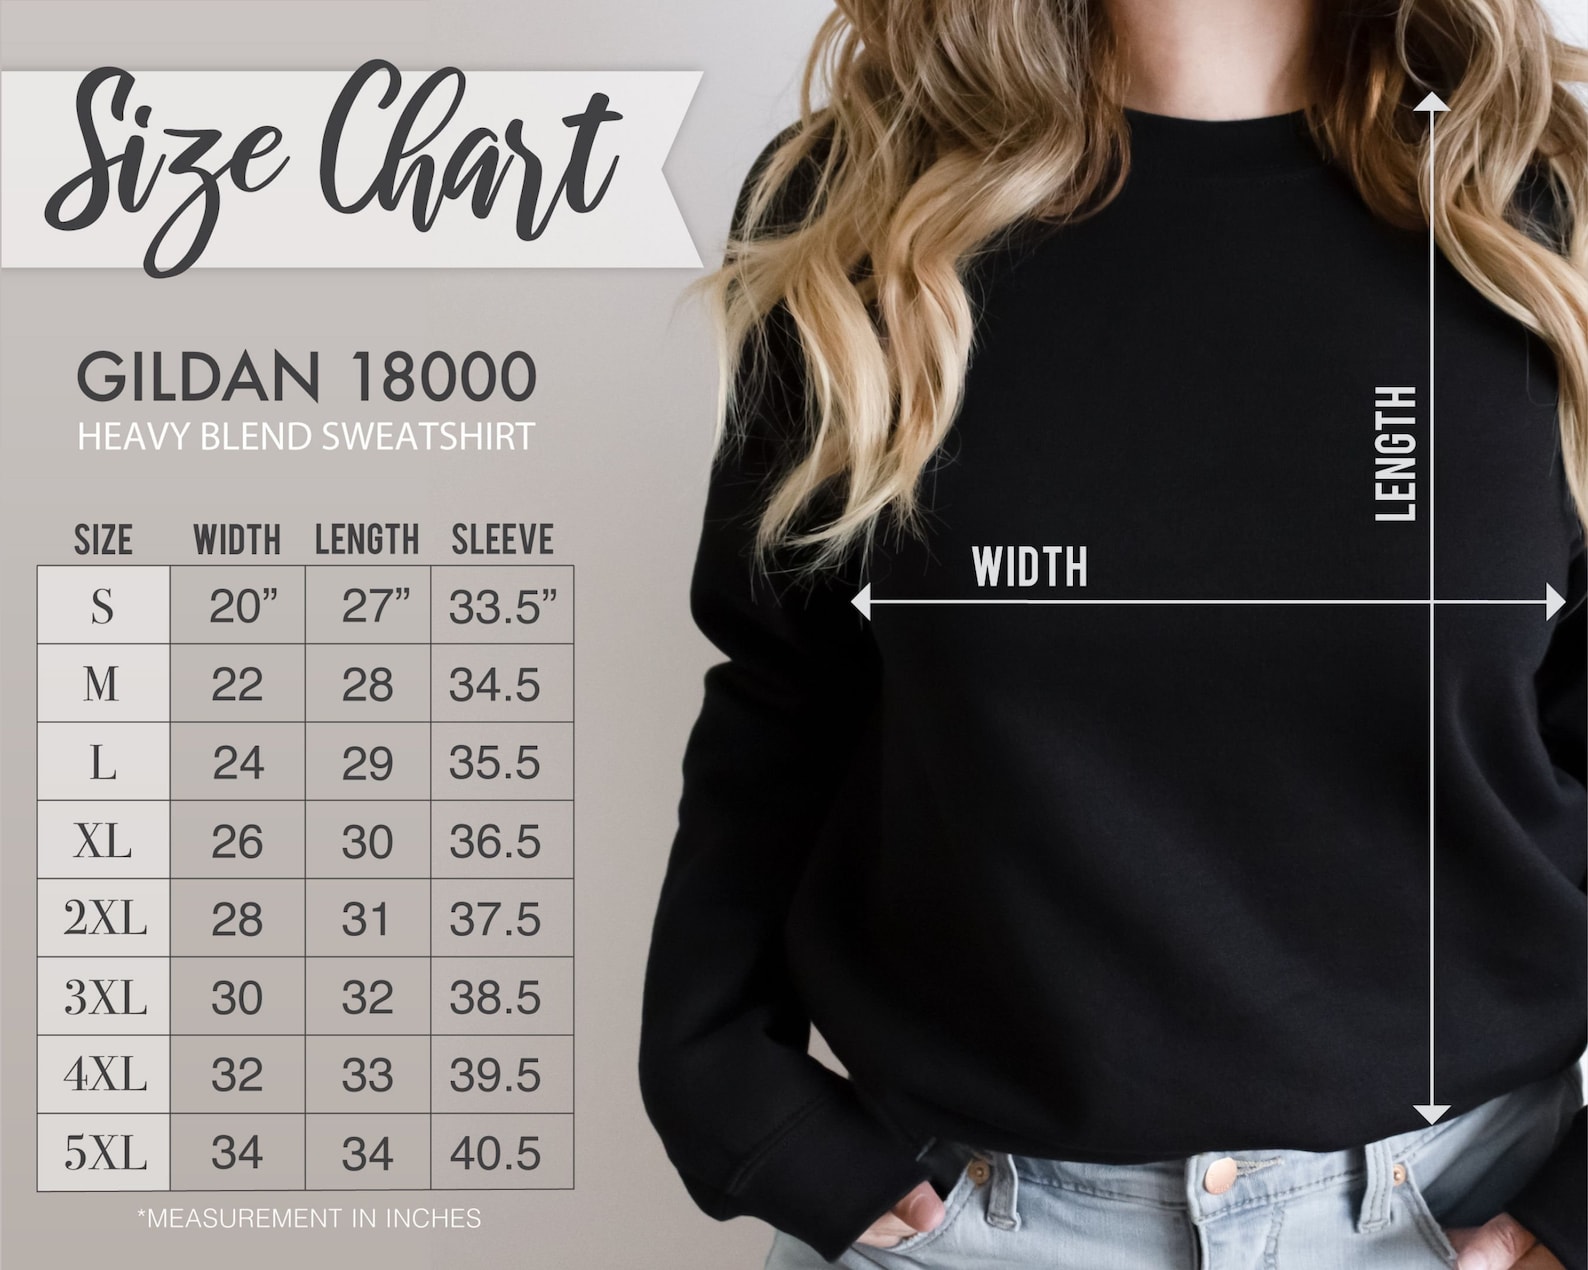 Size Chart
GILDAN 18000
HEAVY BLEND SWEATSHIRT
SIZE WIDTH LENGTH SLEEVE
S 20” 27” 33.5”
M 22 28 34.5
L 24 29 35.5
XL 26 30 36.5
2XL 28 31 37.5
3XL 30 32 38.5
4XL 32 33 39.5
5XL 34 34 40.5
*MEASUREMENT IN INCHES
WIDTH
LENGTH